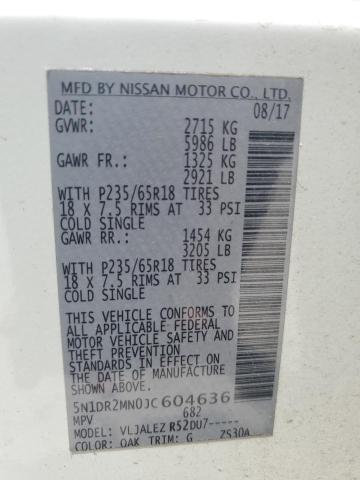 MFD BY NISSAN MOTOR CO., LTD.
DATE: 08/17
GVWR: 2715 KG
5986 LB
GAWR FR.: 1325 KG
2921 LB
WITH P235/65R18 TIRES
18 X 7.5 RIMS AT 33 PSI
COLD SINGLE
GAWR RR.: 1454 KG
3205 LB
WITH P235/65R18 TIRES
18 X 7.5 RIMS AT 33 PSI
COLD SINGLE
THIS VEHICLE CONFORMS TO
ALL APPLICABLE FEDERAL
MOTOR VEHICLE SAFETY AND
THEFT PREVENTION
STANDARDS IN EFFECT
ON THE DATE OF MANUFACTURE
SHOWN ABOVE.
5N1DR2MN0JC604636
MPV 682
MODEL: VLJALEZ R52DU7-----
COLOR: QAK TRIM: G ZS30A